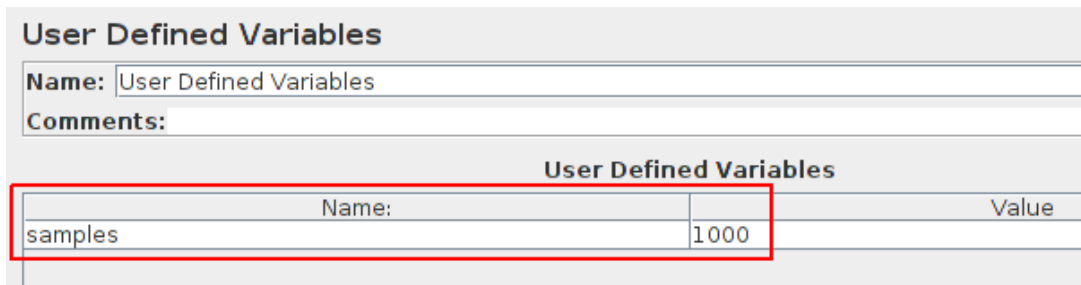 User Defined Variables
Name: User Defined Variables
Comments:
User Defined Variables
Name: Value
samples 1000